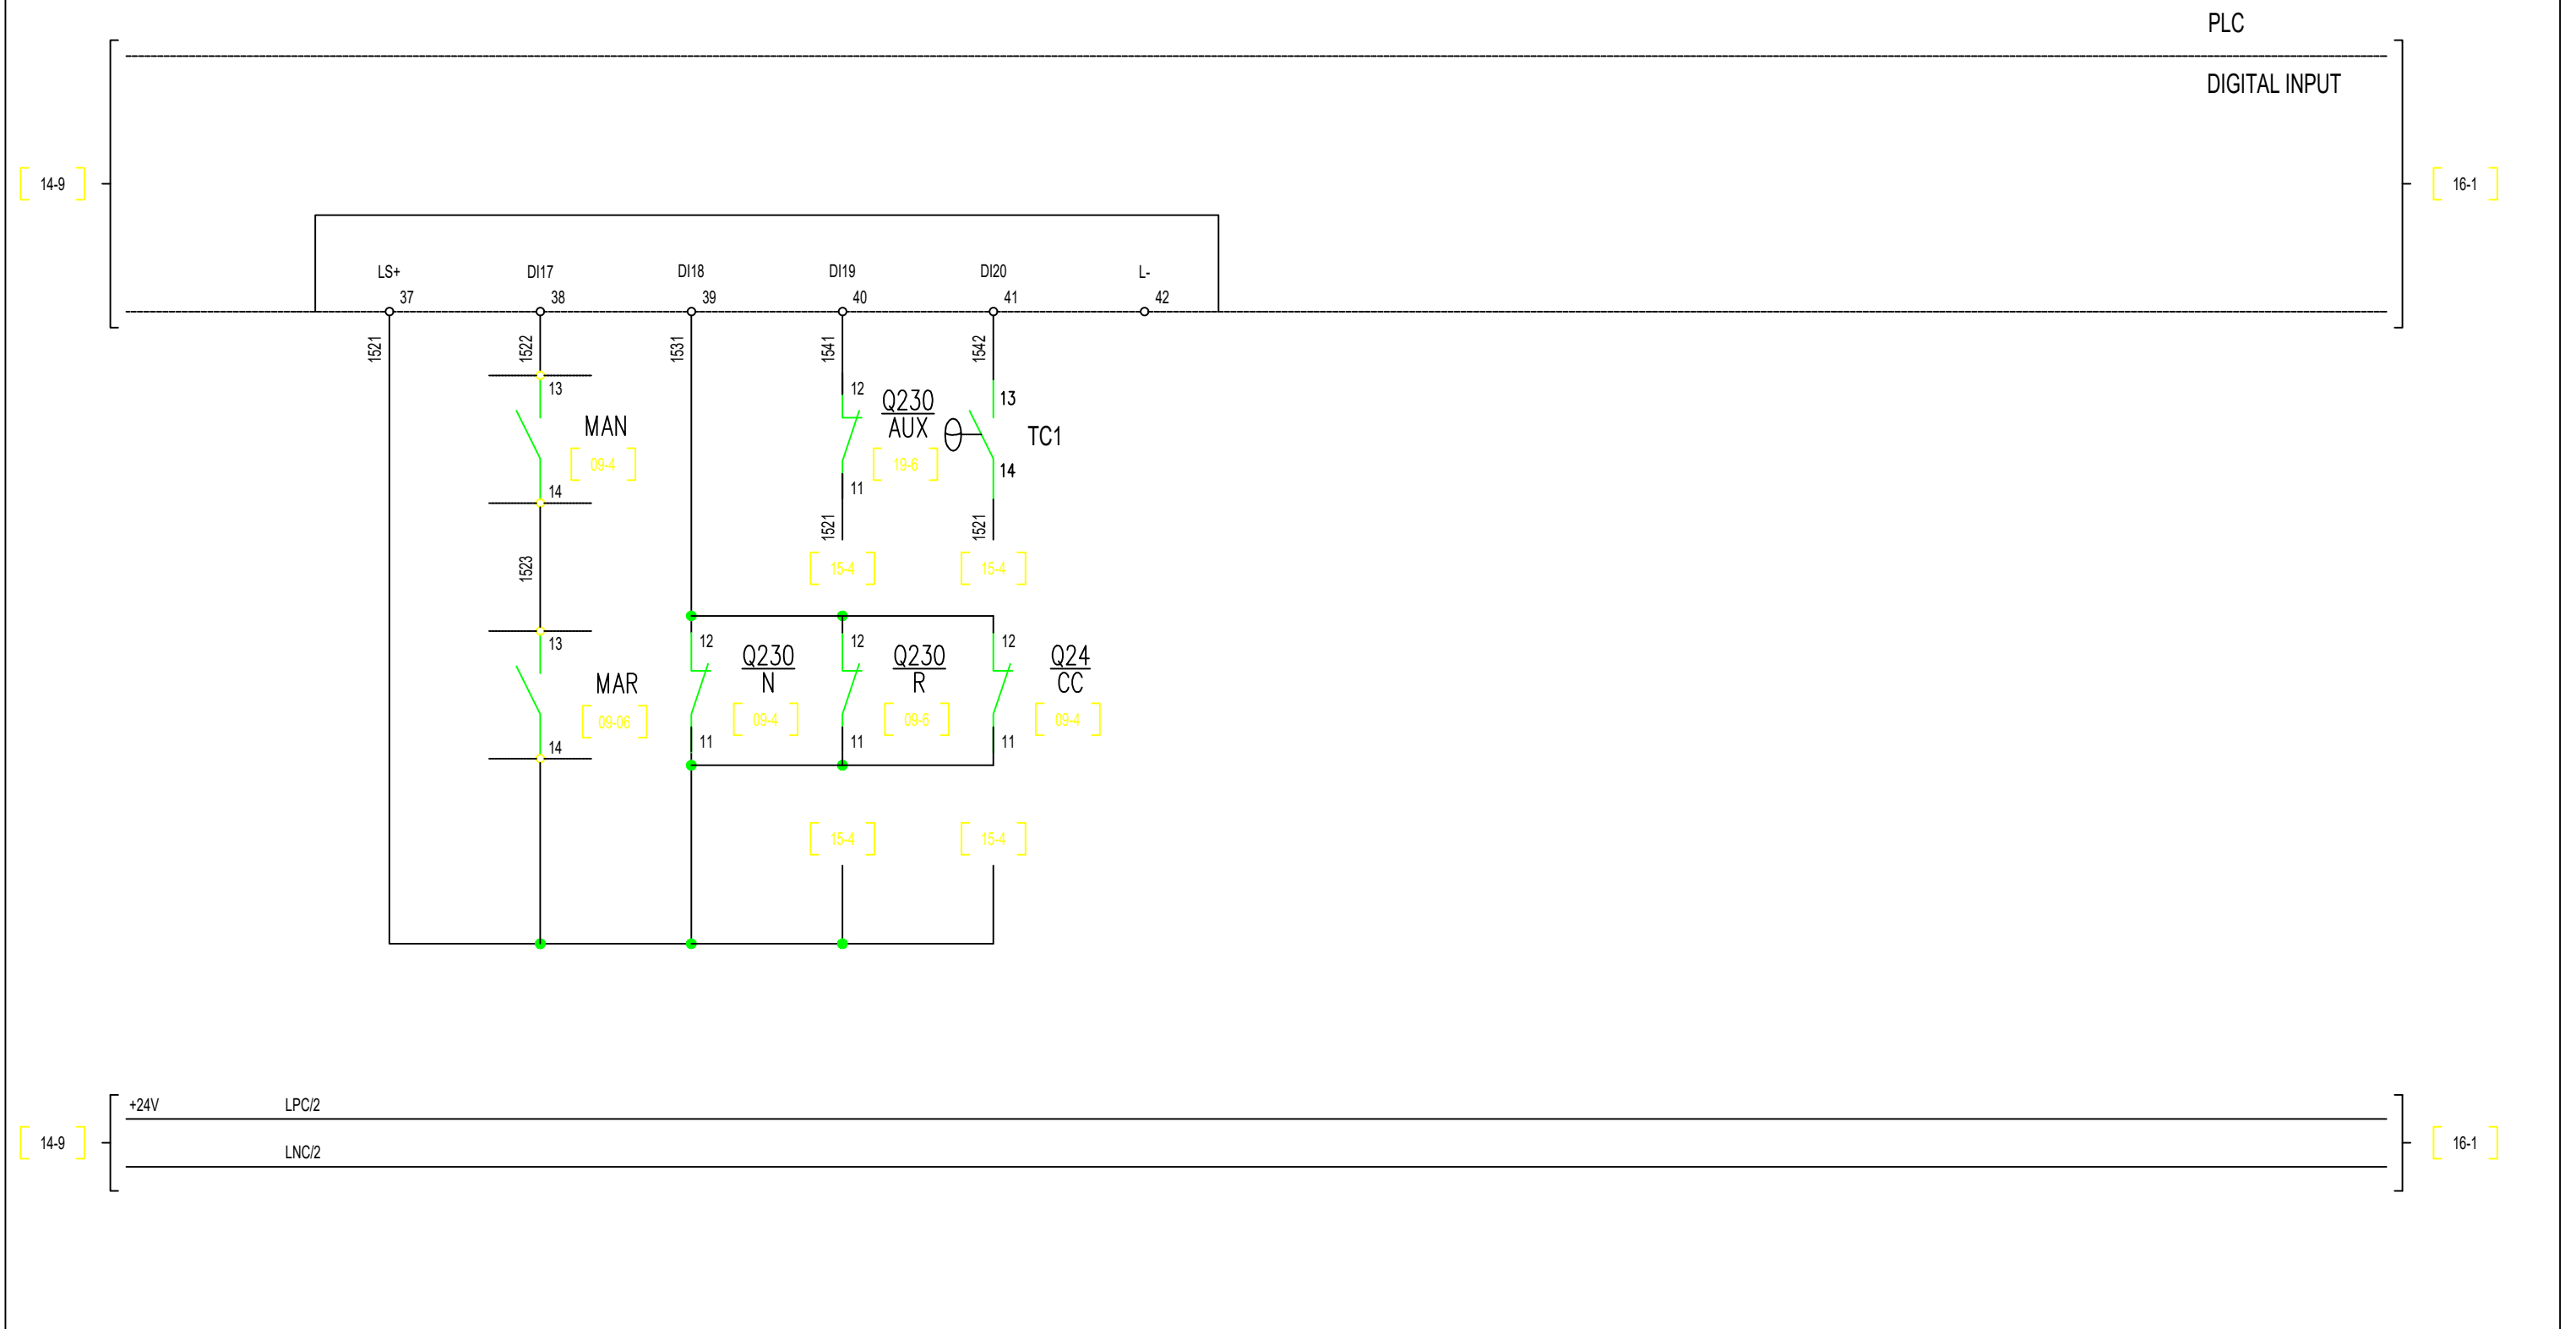 PLC
DIGITAL INPUT
14-9
16-1
LS+ DI17 DI18 DI19 DI20 L-
37 38 39 40 41 42
1521 1522 1531 1541 1542
13 12 13
Q230
AUX
MAN
TC1
09-4 19-6
14 11 14
1521 1521
1523
15-4 15-4
13 12 12 12
Q230 Q230 Q24
N R CC
MAR
09-06 09-4 09-6 09-4
14 11 11 11
15-4 15-4
+24V LPC/2
14-9
16-1
LNC/2